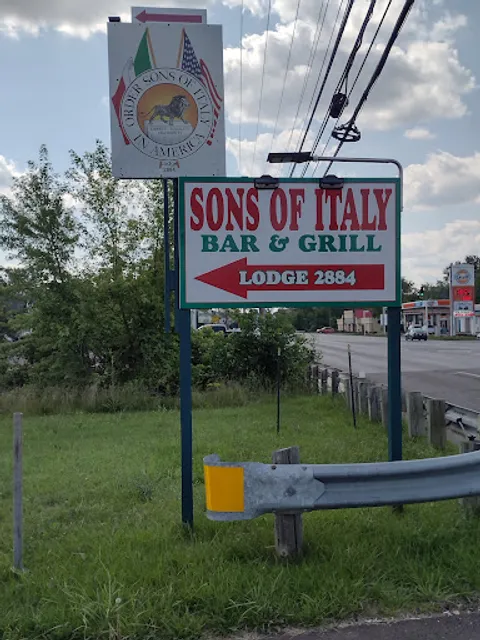 ORDER SONS OF ITALY
IN AMERICA
SONS OF ITALY
BAR & GRILL
LODGE 2884